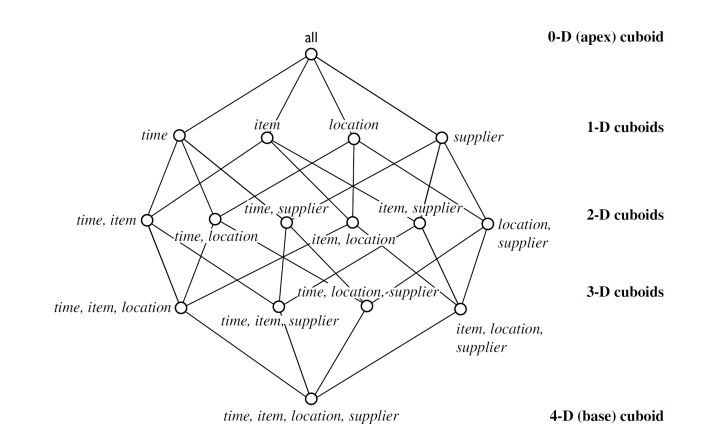 all
0-D (apex) cuboid
time
item
location
supplier
1-D cuboids
time, item
time, location
time, supplier
item, location
item, supplier
location,
supplier
2-D cuboids
time, item, location
time, item, supplier
time, location, supplier
item, location,
supplier
3-D cuboids
time, item, location, supplier
4-D (base) cuboid